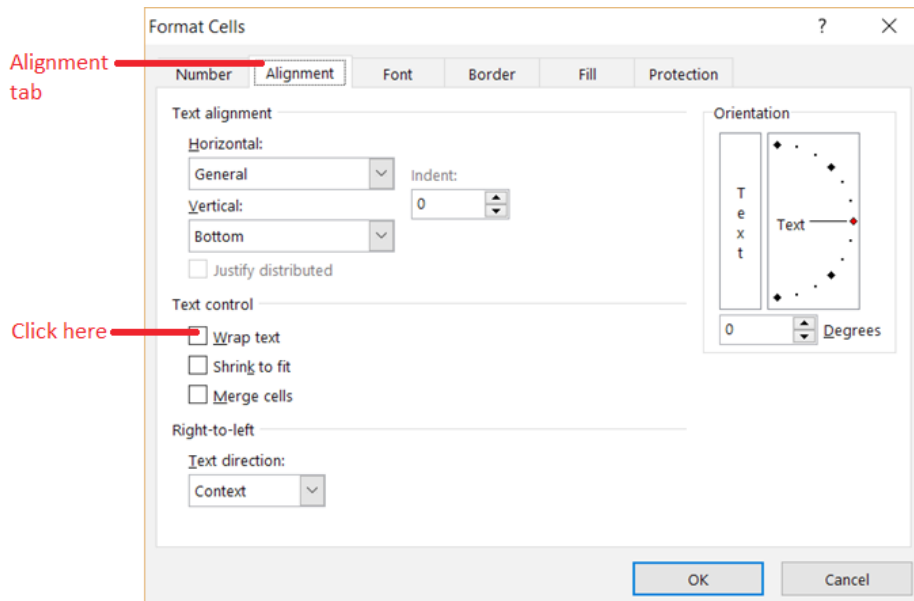 Format Cells
?
Alignment
tab
Number Alignment Font Border Fill Protection
Text alignment
Horizontal:
General
Indent:
0
Vertical:
Bottom
Justify distributed
Text control
Click here
Wrap text
Shrink to fit
Merge cells
Right-to-left
Text direction:
Context
Orientation
T
e
x
t
Text
0 Degrees
OK Cancel